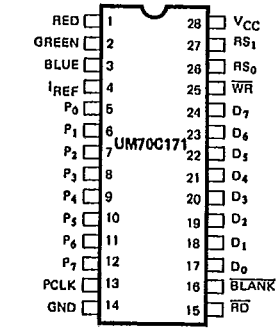 RED 1 28 VCC
GREEN 2 27 RS1
BLUE 3 26 RS0
IREF 4 25 WR
P0 5 24 D7
P1 6 23 D6
UM70C171
P2 7 22 D5
P3 8 21 D4
P4 9 20 D3
P5 10 19 D2
P6 11 18 D1
P7 12 17 D0
PCLK 13 16 BLANK
GND 14 15 RD